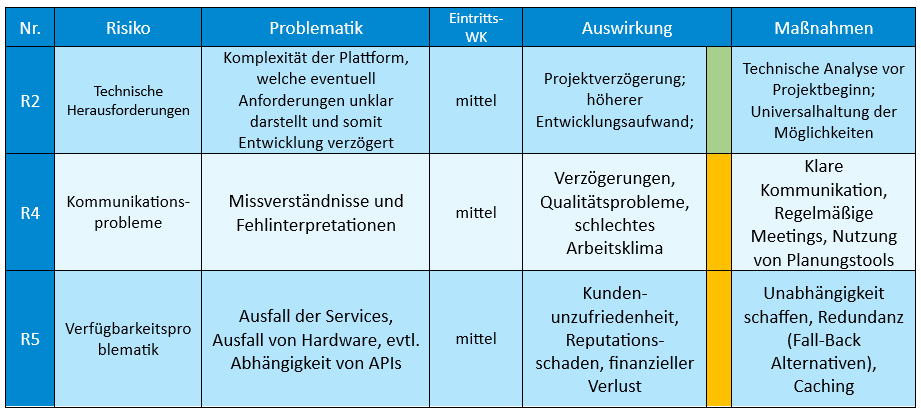 Nr.
Risiko
Problematik
Eintritts-
WK
Auswirkung
Maßnahmen
R2
Technische
Herausforderungen
Komplexität der Plattform,
welche eventuell
Anforderungen unklar
darstellt und somit
Entwicklung verzögert
mittel
Projektverzögerung;
höherer
Entwicklungsaufwand;
Technische Analyse vor
Projektbeginn;
Universalhaltung der
Möglichkeiten
R4
Kommunikations-
probleme
Missverständnisse und
Fehlinterpretationen
mittel
Verzögerungen,
Qualitätsprobleme,
schlechtes
Arbeitsklima
Klare
Kommunikation,
Regelmäßige
Meetings, Nutzung
von Planungstools
R5
Verfügbarkeitspro
blematik
Ausfall der Services,
Ausfall von Hardware, evtl.
Abhängigkeit von APIs
mittel
Kunden-
unzufriedenheit,
Reputations-
schaden, finanzieller
Verlust
Unabhängigkeit
schaffen, Redundanz
(Fall-Back
Alternativen),
Caching